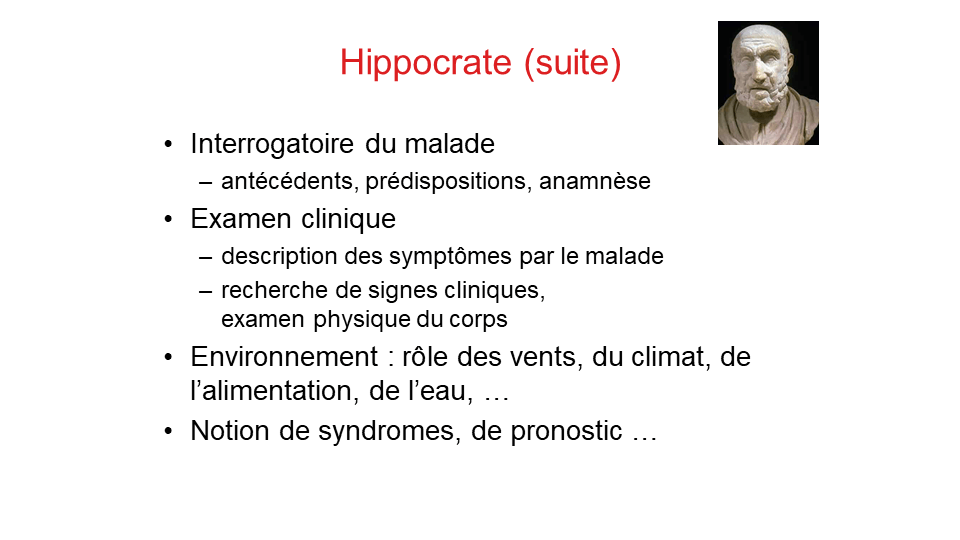 Hippocrate (suite)
• Interrogatoire du malade
– antécédents, prédispositions, anamnèse
• Examen clinique
– description des symptômes par le malade
– recherche de signes cliniques,
examen physique du corps
• Environnement : rôle des vents, du climat, de
l’alimentation, de l’eau, …
• Notion de syndromes, de pronostic …